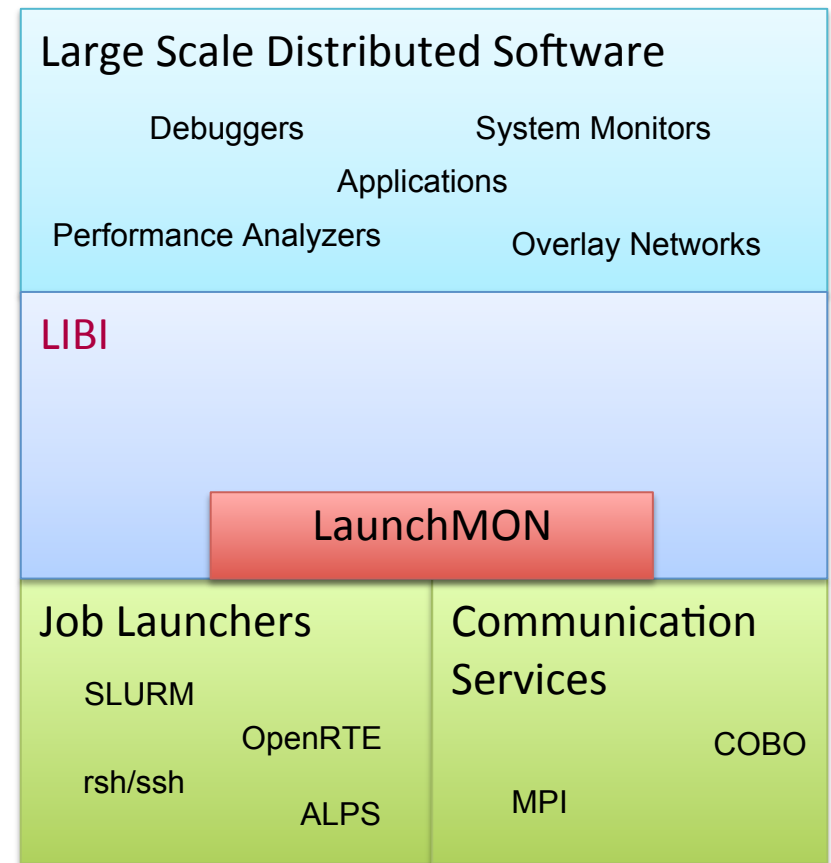 Large Scale Distributed Software
Debuggers
System Monitors
Applications
Performance Analyzers
Overlay Networks
LIBI
LaunchMON
Job Launchers
SLURM
OpenRTE
rsh/ssh
ALPS
Communication
Services
COBO
MPI